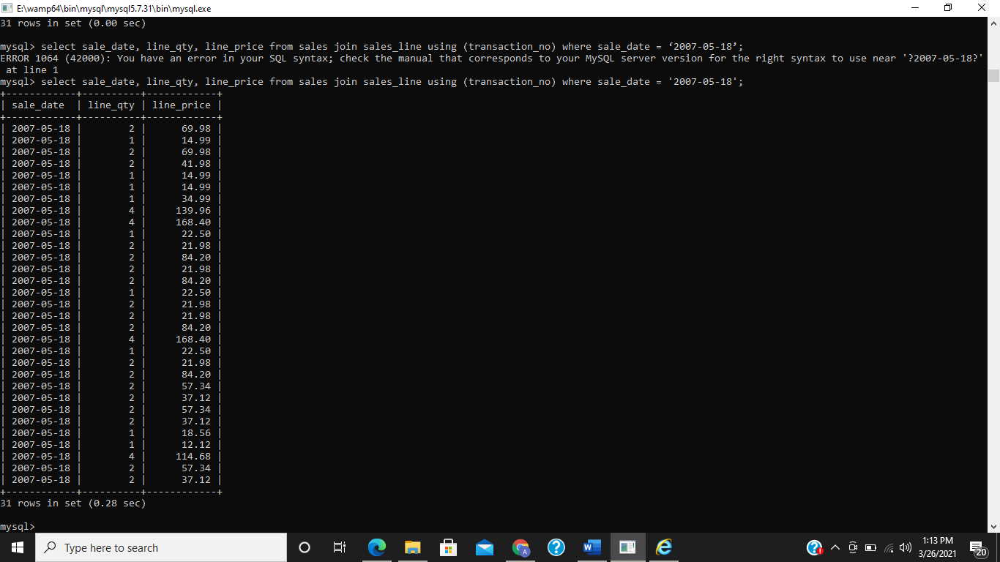 E:\wamp64\bin\mysql\mysql5.7.31\bin\mysql.exe
31 rows in set (0.00 sec)
mysql> select sale_date, line_qty, line_price from sales join sales_line using (transaction_no) where sale_date = ‘2007-05-18’;
ERROR 1064 (42000): You have an error in your SQL syntax; check the manual that corresponds to your MySQL server version for the right syntax to use near '?2007-05-18?'
 at line 1
mysql> select sale_date, line_qty, line_price from sales join sales_line using (transaction_no) where sale_date = '2007-05-18';
+------------+----------+------------+
| sale_date  | line_qty | line_price |
+------------+----------+------------+
| 2007-05-18 |        2 |      69.98 |
| 2007-05-18 |        1 |      14.99 |
| 2007-05-18 |        2 |      69.98 |
| 2007-05-18 |        2 |      41.98 |
| 2007-05-18 |        1 |      14.99 |
| 2007-05-18 |        1 |      14.99 |
| 2007-05-18 |        1 |      34.99 |
| 2007-05-18 |        4 |     139.96 |
| 2007-05-18 |        4 |     168.40 |
| 2007-05-18 |        1 |      22.50 |
| 2007-05-18 |        2 |      21.98 |
| 2007-05-18 |        2 |      84.20 |
| 2007-05-18 |        2 |      21.98 |
| 2007-05-18 |        2 |      84.20 |
| 2007-05-18 |        1 |      22.50 |
| 2007-05-18 |        2 |      21.98 |
| 2007-05-18 |        2 |      21.98 |
| 2007-05-18 |        2 |      84.20 |
| 2007-05-18 |        4 |     168.40 |
| 2007-05-18 |        1 |      22.50 |
| 2007-05-18 |        2 |      21.98 |
| 2007-05-18 |        2 |      84.20 |
| 2007-05-18 |        2 |      57.34 |
| 2007-05-18 |        2 |      37.12 |
| 2007-05-18 |        2 |      57.34 |
| 2007-05-18 |        2 |      37.12 |
| 2007-05-18 |        1 |      18.56 |
| 2007-05-18 |        1 |      12.12 |
| 2007-05-18 |        4 |     114.68 |
| 2007-05-18 |        2 |      57.34 |
| 2007-05-18 |        2 |      37.12 |
+------------+----------+------------+
31 rows in set (0.28 sec)
mysql>
Type here to search
A
W
1:13 PM
3/26/2021
20